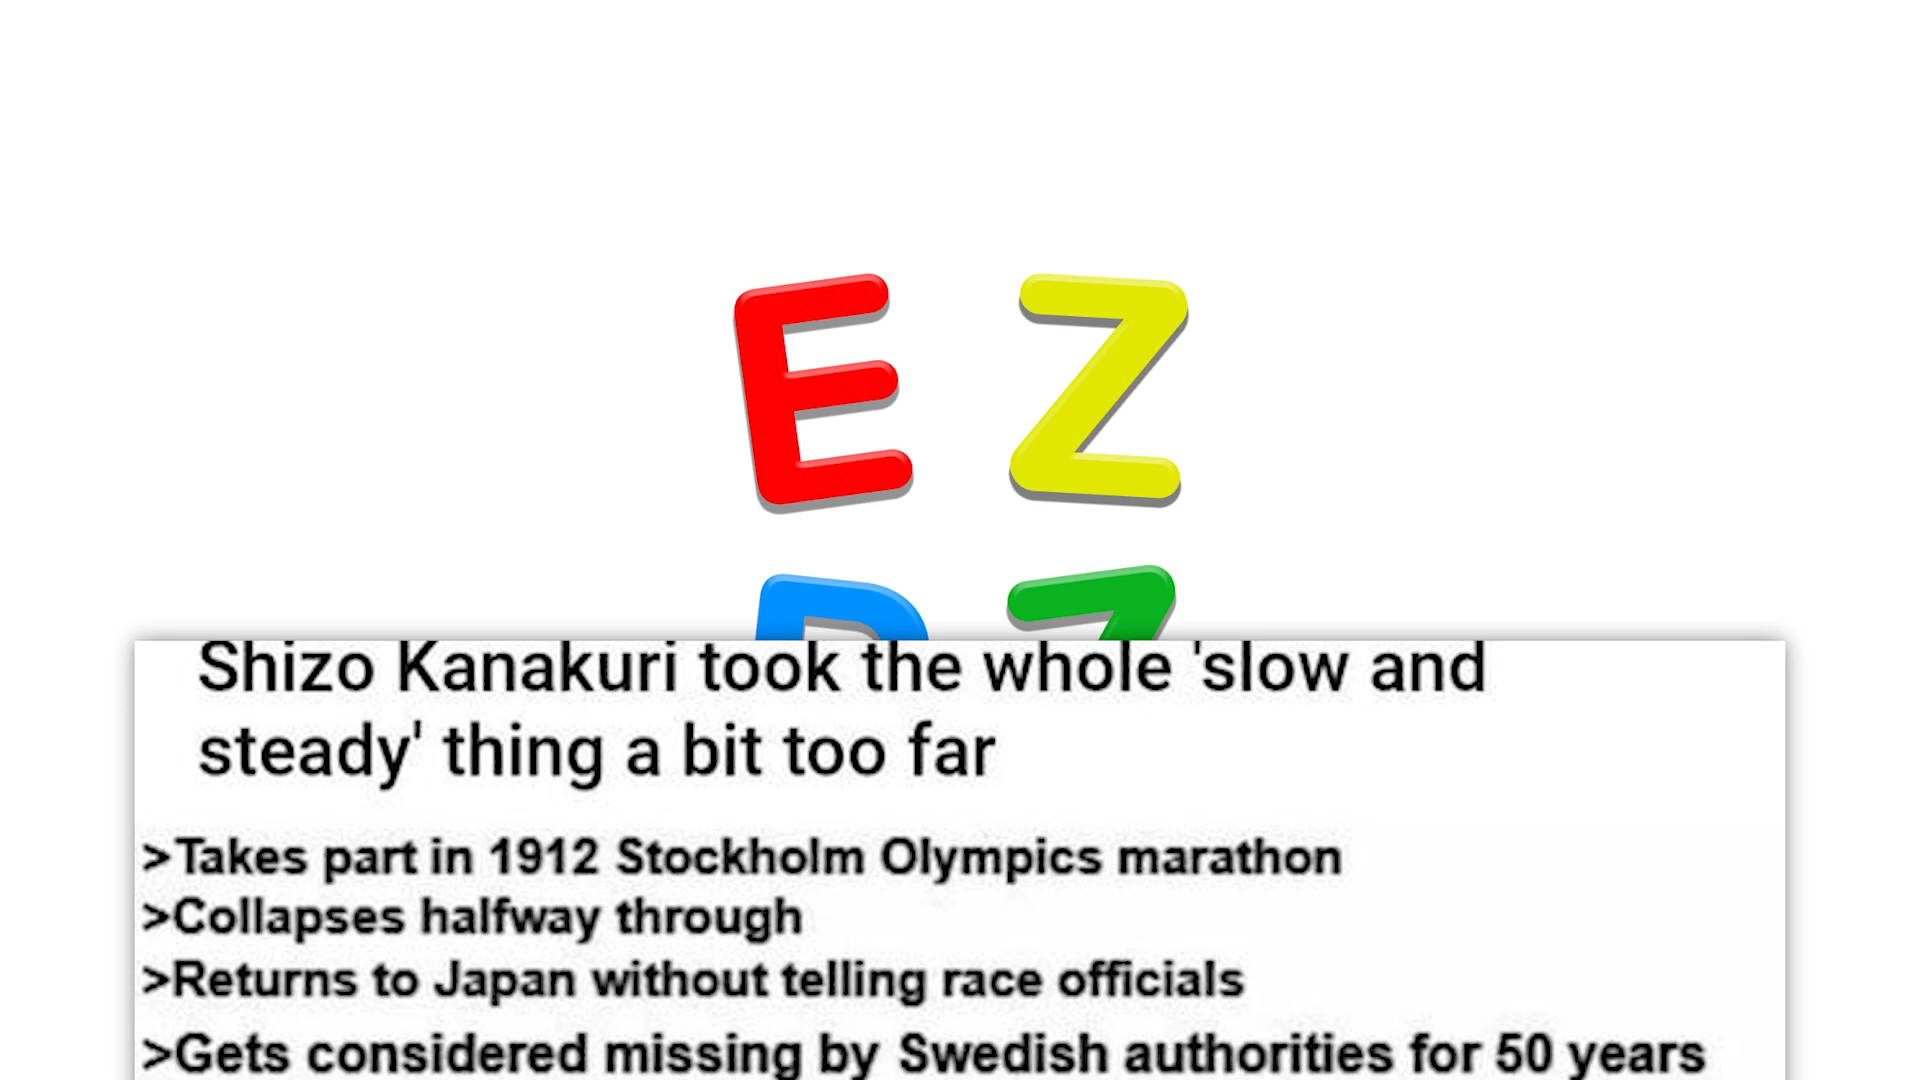 E Z
Shizo Kanakuri took the whole 'slow and
steady' thing a bit too far
>Takes part in 1912 Stockholm Olympics marathon
>Collapses halfway through
>Returns to Japan without telling race officials
>Gets considered missing by Swedish authorities for 50 years